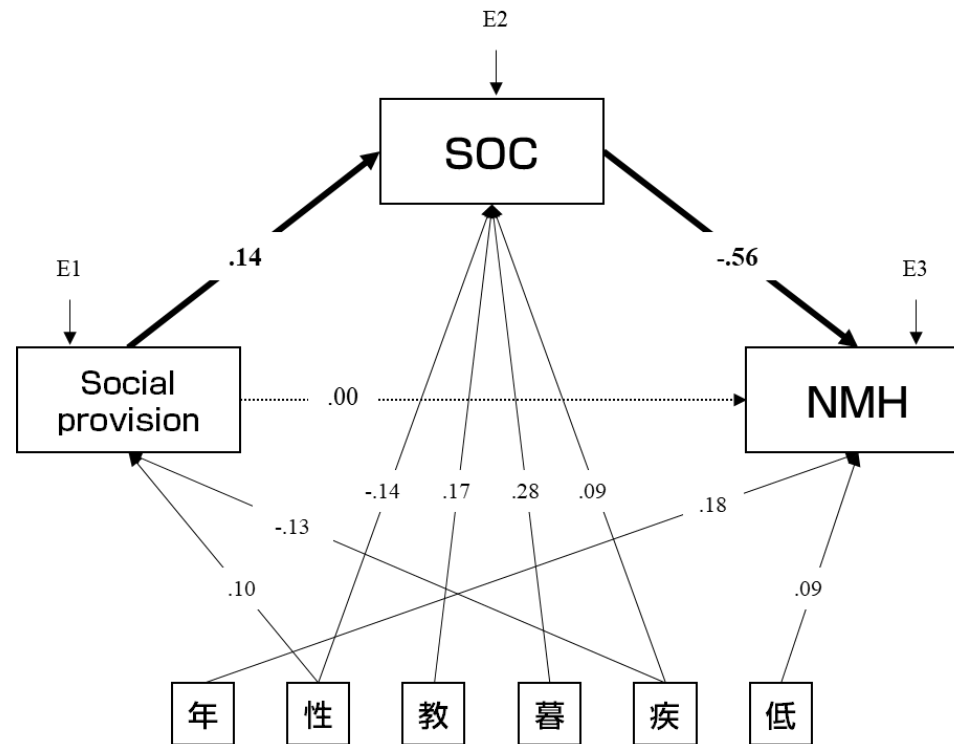 E2
SOC
.14
-.56
E1
E3
Social
provision
.00
NMH
-.14
.17
.28
.09
.18
-.13
.10
.09
年
性
教
暮
疾
低